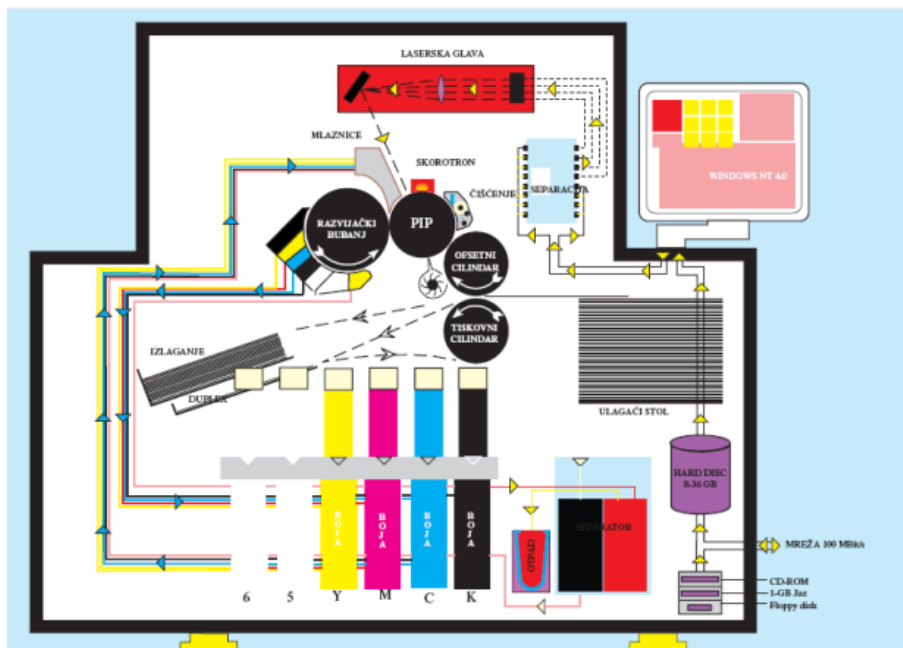 LASERSKA GLAVA
MLAZNICE
SKOROTRON
ČIŠĆENJE
SEPARACIJA
WINDOWS NT 4.0
RAZVIJAČKI
BUBANJ
PIP
OFSETNI
CILINDAR
TISKOVNI
CILINDAR
IZLAGANJE
DUPLEX
ULAGAĆI STOL
HARD DISC
8-36 GB
BOJA
BOJA
BOJA
BOJA
OTPAD
SEPARATOR
MREŽA 100 MBit/s
CD-ROM
1-GB Jaz
Floppy disk
6 5 Y M C K